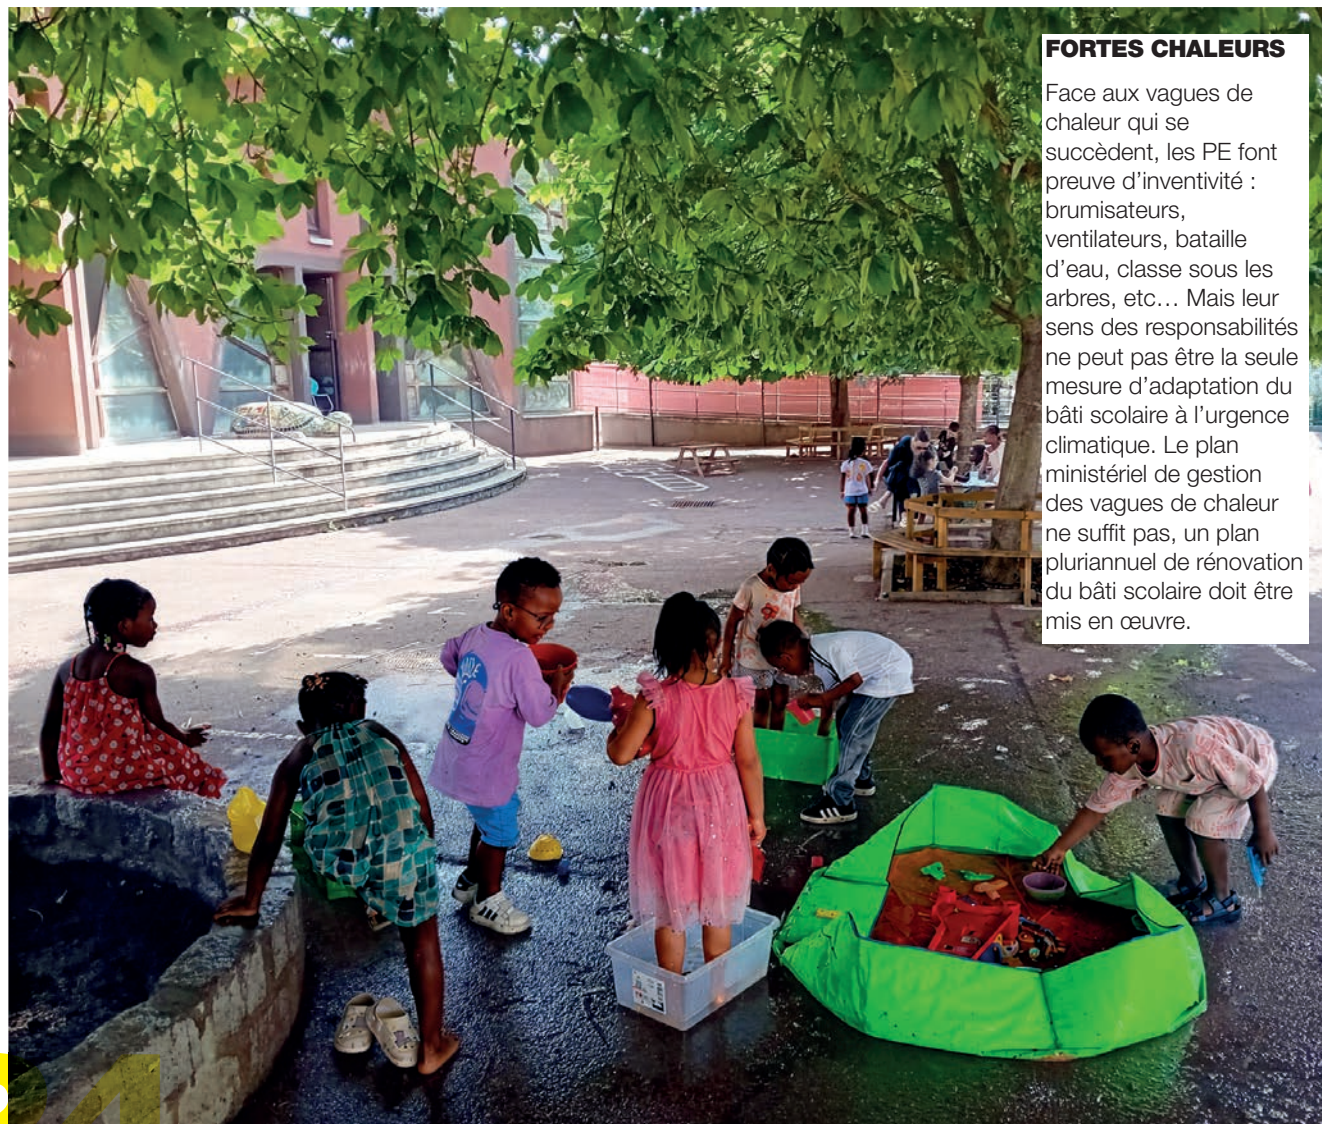 FORTES CHALEURS
Face aux vagues de
chaleur qui se
succèdent, les PE font
preuve d’inventivité :
brumisateurs,
ventilateurs, bataille
d’eau, classe sous les
arbres, etc… Mais leur
sens des responsabilités
ne peut pas être la seule
mesure d’adaptation du
bâti scolaire à l’urgence
climatique. Le plan
ministériel de gestion
des vagues de chaleur
ne suffit pas, un plan
pluriannuel de rénovation
du bâti scolaire doit être
mis en œuvre.